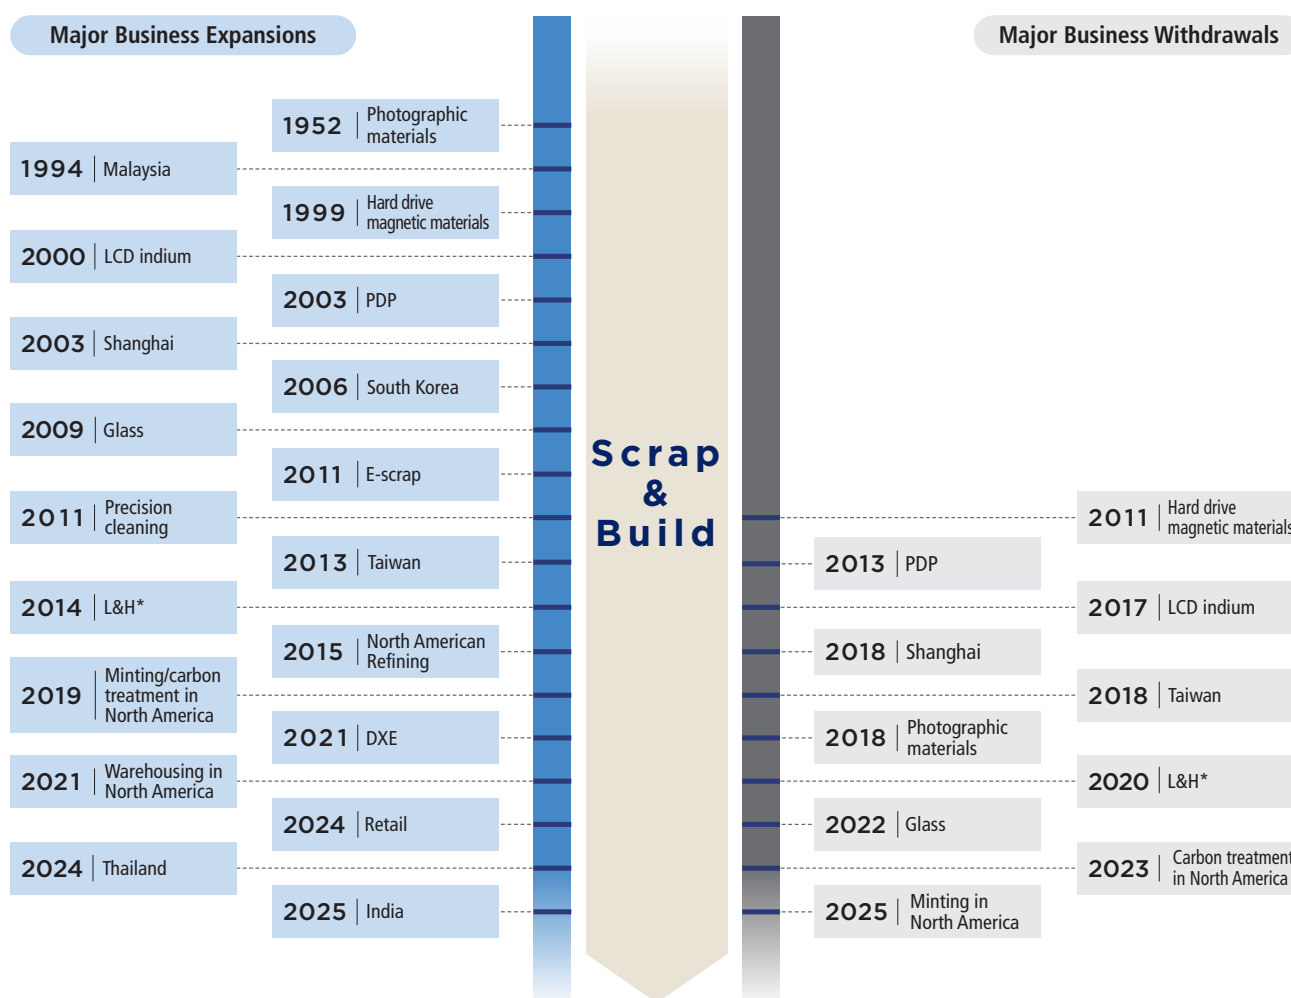 Major Business Expansions
Major Business Withdrawals
1952 Photographic
materials
1994 Malaysia
1999 Hard drive
magnetic materials
2000 LCD indium
2003 PDP
2003 Shanghai
2006 South Korea
2009 Glass
2011 E-scrap
2011 Precision
cleaning
2013 Taiwan
2014 L&H*
2015 North American
Refining
2019 Minting/carbon
treatment in
North America
2021 DXE
2021 Warehousing in
North America
2024 Retail
2024 Thailand
2025 India
Scrap
&
Build
2011 Hard drive
magnetic materials
2013 PDP
2017 LCD indium
2018 Shanghai
2018 Taiwan
2018 Photographic
materials
2020 L&H*
2022 Glass
2023 Carbon treatment
in North America
2025 Minting in
North America